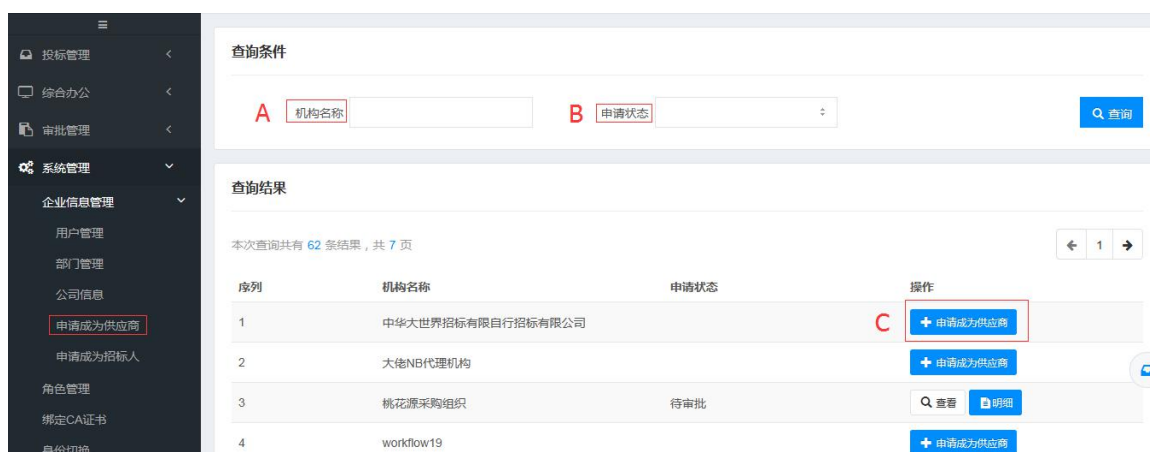 投标管理
综合办公
审批管理
系统管理
企业信息管理
用户管理
部门管理
公司信息
申请成为供应商
申请成为招标人
角色管理
绑定CA证书
身份切换
查询条件
A 机构名称 B 申请状态 查询
查询结果
本次查询共有 62 条结果，共 7 页 1
序列 机构名称 申请状态 操作
1 中华大世界招标有限自行招标有限公司 C 申请成为供应商
2 大佬NB代理机构 申请成为供应商
3 桃花源采购组织 待审批 查看 明细
4 workflow19 申请成为供应商